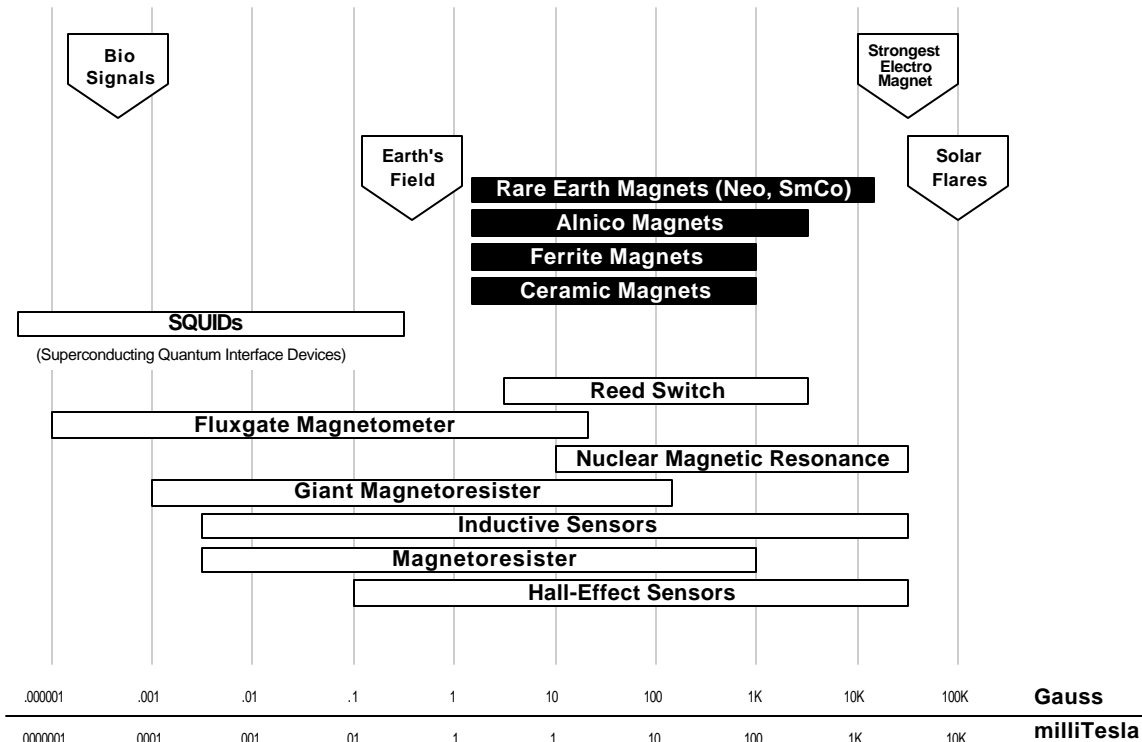 Bio
Signals
Strongest
Electro
Magnet
Earth's
Field
Solar
Flares
Rare Earth Magnets (Neo, SmCo)
Alnico Magnets
Ferrite Magnets
Ceramic Magnets
SQUIDs
(Superconducting Quantum Interface Devices)
Reed Switch
Fluxgate Magnetometer
Nuclear Magnetic Resonance
Giant Magnetoresister
Inductive Sensors
Magnetoresister
Hall-Effect Sensors
.000001 .001 .01 .1 1 10 100 1K 10K 100K Gauss
.0000001 .0001 .001 .01 .1 1 10 100 1K 10K milliTesla